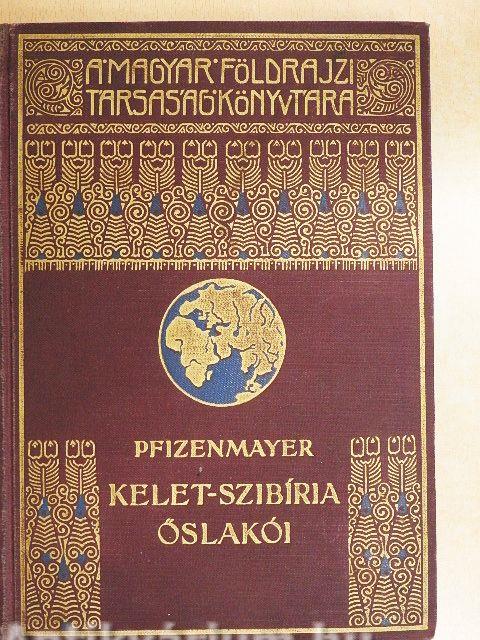 A MAGYAR FÖLDRAJZI
TÁRSASÁG KÖNYVTÁRA
PFIZENMAYER
KELET-SZIBÍRIA
ŐSLAKÓI